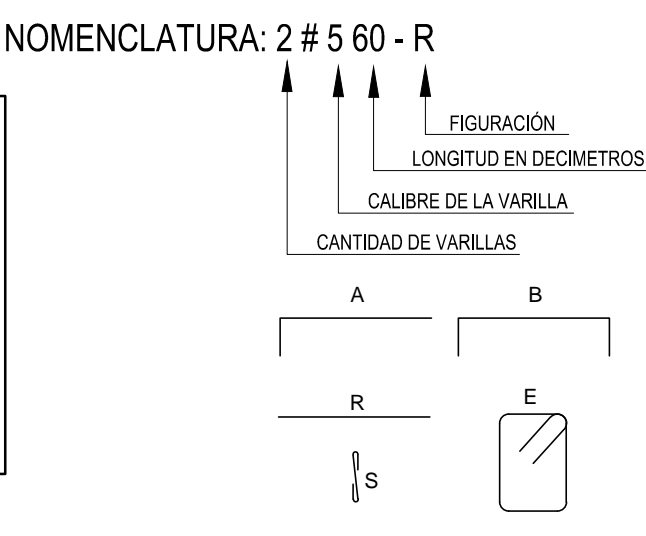 NOMENCLATURA: 2 # 5 60 - R
FIGURACIÓN
LONGITUD EN DECIMETROS
CALIBRE DE LA VARILLA
CANTIDAD DE VARILLAS
A B
R E
S